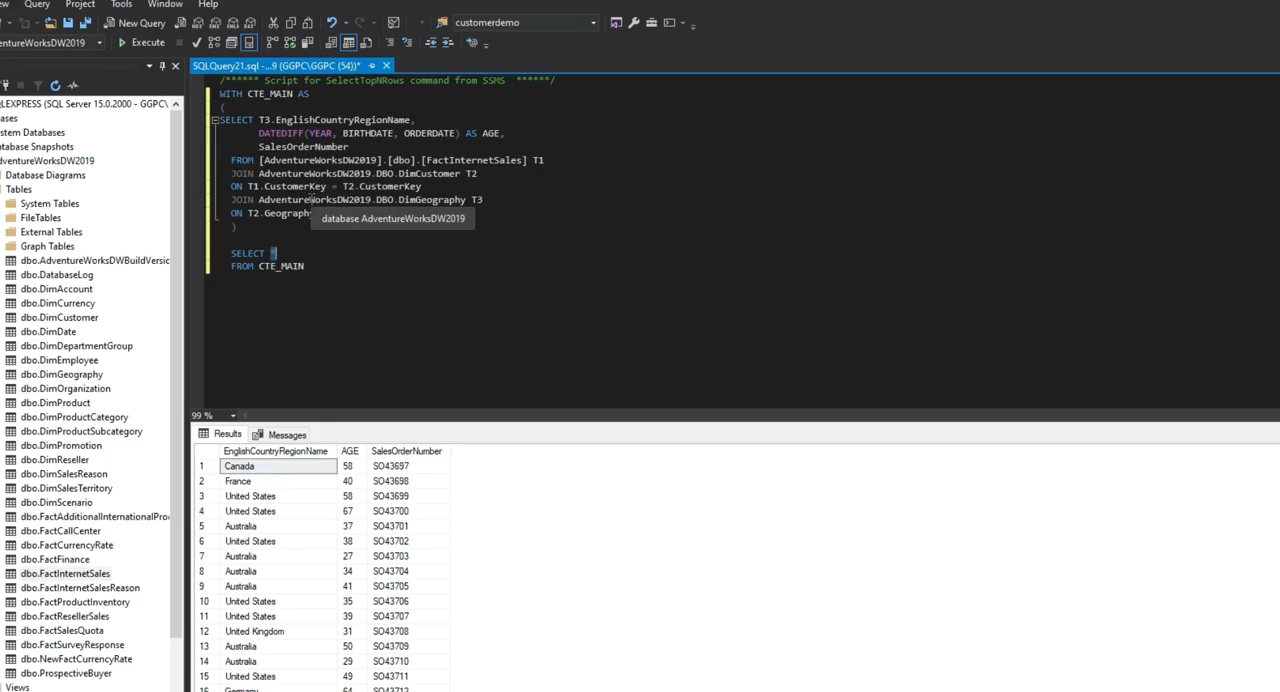 ew Query Project Tools Window Help
New Query customerdemo
entureWorksDW2019 Execute
SQLQuery21.sql -...9 (GGPC\GGPC (54))*
/****** Script for SelectTopNRows command from SSMS ******/
WITH CTE_MAIN AS
(
SELECT T3.EnglishCountryRegionName,
DATEDIFF(YEAR, BIRTHDATE, ORDERDATE) AS AGE,
SalesOrderNumber
FROM [AdventureWorksDW2019].[dbo].[FactInternetSales] T1
JOIN AdventureWorksDW2019.DBO.DimCustomer T2
ON T1.CustomerKey = T2.CustomerKey
JOIN AdventureWorksDW2019.DBO.DimGeography T3
ON T2.Geography
database AdventureWorksDW2019
)
SELECT *
FROM CTE_MAIN
QLEXPRESS (SQL Server 15.0.2000 - GGPC\
ases
stem Databases
tabase Snapshots
dventureWorksDW2019
Database Diagrams
Tables
System Tables
FileTables
External Tables
Graph Tables
dbo.AdventureWorksDWBuildVersic
dbo.DatabaseLog
dbo.DimAccount
dbo.DimCurrency
dbo.DimCustomer
dbo.DimDate
dbo.DimDepartmentGroup
dbo.DimEmployee
dbo.DimGeography
dbo.DimOrganization
dbo.DimProduct
dbo.DimProductCategory
dbo.DimProductSubcategory
dbo.DimPromotion
dbo.DimReseller
dbo.DimSalesReason
dbo.DimSalesTerritory
dbo.DimScenario
dbo.FactAdditionalInternationalPro
dbo.FactCallCenter
dbo.FactCurrencyRate
dbo.FactFinance
dbo.FactInternetSales
dbo.FactInternetSalesReason
dbo.FactProductInventory
dbo.FactResellerSales
dbo.FactSalesQuota
dbo.FactSurveyResponse
dbo.NewFactCurrencyRate
dbo.ProspectiveBuyer
Views
99 %
Results Messages
EnglishCountryRegionName AGE SalesOrderNumber
1 Canada 58 SO43697
2 France 40 SO43698
3 United States 58 SO43699
4 United States 67 SO43700
5 Australia 37 SO43701
6 United States 38 SO43702
7 Australia 27 SO43703
8 Australia 34 SO43704
9 Australia 41 SO43705
10 United States 35 SO43706
11 United States 39 SO43707
12 United Kingdom 31 SO43708
13 Australia 50 SO43709
14 Australia 29 SO43710
15 United States 49 SO43711
16 Germany 64 SO43712